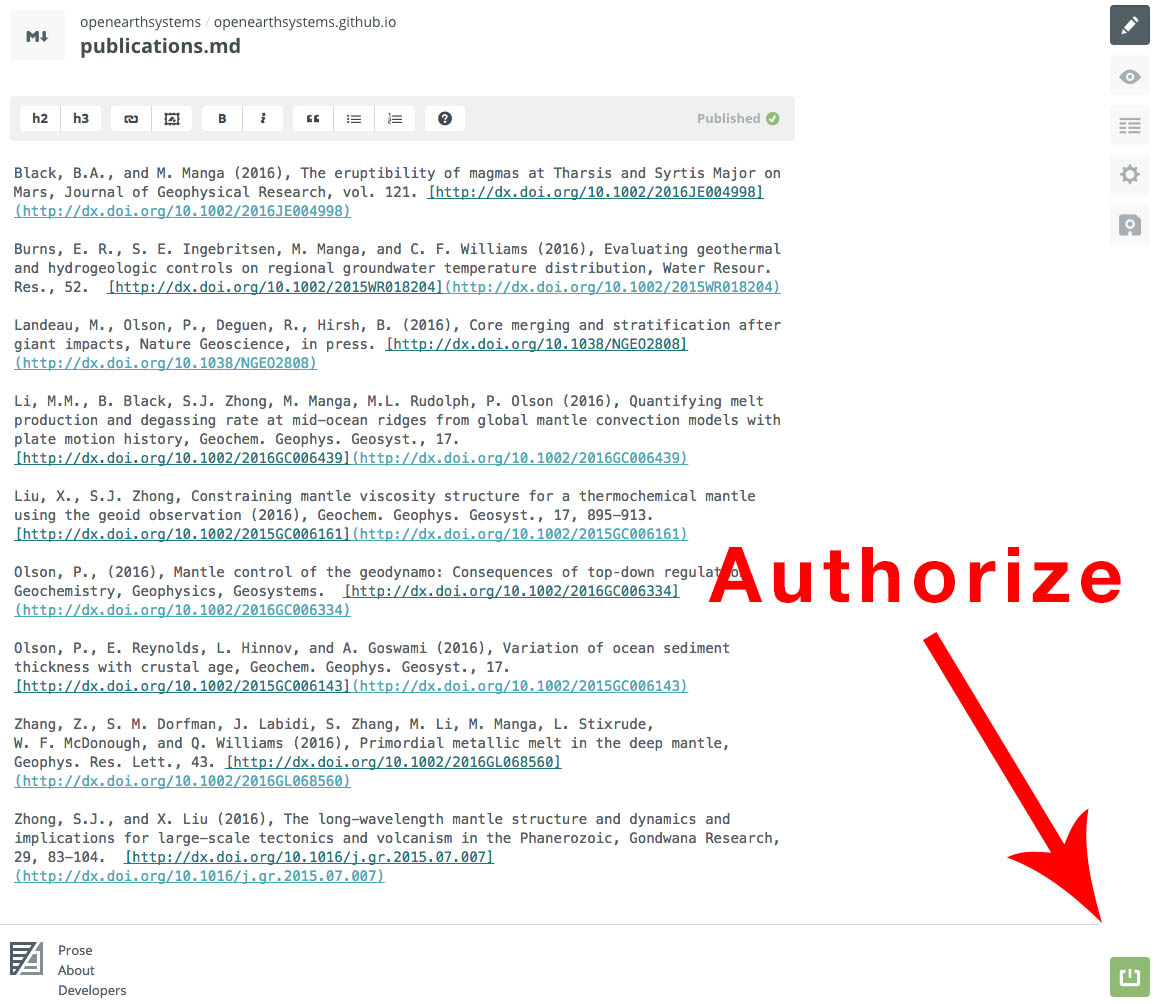 M↓
openearthsystems / openearthsystems.github.io
publications.md
h2 h3 B i “ ? Published
Black, B.A., and M. Manga (2016), The eruptibility of magmas at Tharsis and Syrtis Major on
Mars, Journal of Geophysical Research, vol. 121. [http://dx.doi.org/10.1002/2016JE004998]
(http://dx.doi.org/10.1002/2016JE004998)
Burns, E. R., S. E. Ingebritsen, M. Manga, and C. F. Williams (2016), Evaluating geothermal
and hydrogeologic controls on regional groundwater temperature distribution, Water Resour.
Res., 52.  [http://dx.doi.org/10.1002/2015WR018204](http://dx.doi.org/10.1002/2015WR018204)
Landeau, M., Olson, P., Deguen, R., Hirsh, B. (2016), Core merging and stratification after
giant impacts, Nature Geoscience, in press. [http://dx.doi.org/10.1038/NGEO2808]
(http://dx.doi.org/10.1038/NGEO2808)
Li, M.M., B. Black, S.J. Zhong, M. Manga, M.L. Rudolph, P. Olson (2016), Quantifying melt
production and degassing rate at mid-ocean ridges from global mantle convection models with
plate motion history, Geochem. Geophys. Geosyst., 17.
[http://dx.doi.org/10.1002/2016GC006439](http://dx.doi.org/10.1002/2016GC006439)
Liu, X., S.J. Zhong, Constraining mantle viscosity structure for a thermochemical mantle
using the geoid observation (2016), Geochem. Geophys. Geosyst., 17, 895–913.
[http://dx.doi.org/10.1002/2015GC006161](http://dx.doi.org/10.1002/2015GC006161)
Olson, P., (2016), Mantle control of the geodynamo: Consequences of top-down
Geochemistry, Geophysics, Geosystems.  [http://dx.doi.org/10.1002/2016GC006334]
(http://dx.doi.org/10.1002/2016GC006334)
Authorize
Olson, P., E. Reynolds, L. Hinnov, and A. Goswami (2016), Variation of ocean sediment
thickness with crustal age, Geochem. Geophys. Geosyst., 17.
[http://dx.doi.org/10.1002/2015GC006143](http://dx.doi.org/10.1002/2015GC006143)
Zhang, Z., S. M. Dorfman, J. Labidi, S. Zhang, M. Li, M. Manga, L. Stixrude,
W. F. McDonough, and Q. Williams (2016), Primordial metallic melt in the deep mantle,
Geophys. Res. Lett., 43. [http://dx.doi.org/10.1002/2016GL068560]
(http://dx.doi.org/10.1002/2016GL068560)
Zhong, S.J., and X. Liu (2016), The long-wavelength mantle structure and dynamics and
implications for large-scale tectonics and volcanism in the Phanerozoic, Gondwana Research,
29, 83–104.  [http://dx.doi.org/10.1016/j.gr.2015.07.007]
(http://dx.doi.org/10.1016/j.gr.2015.07.007)
Prose
About
Developers